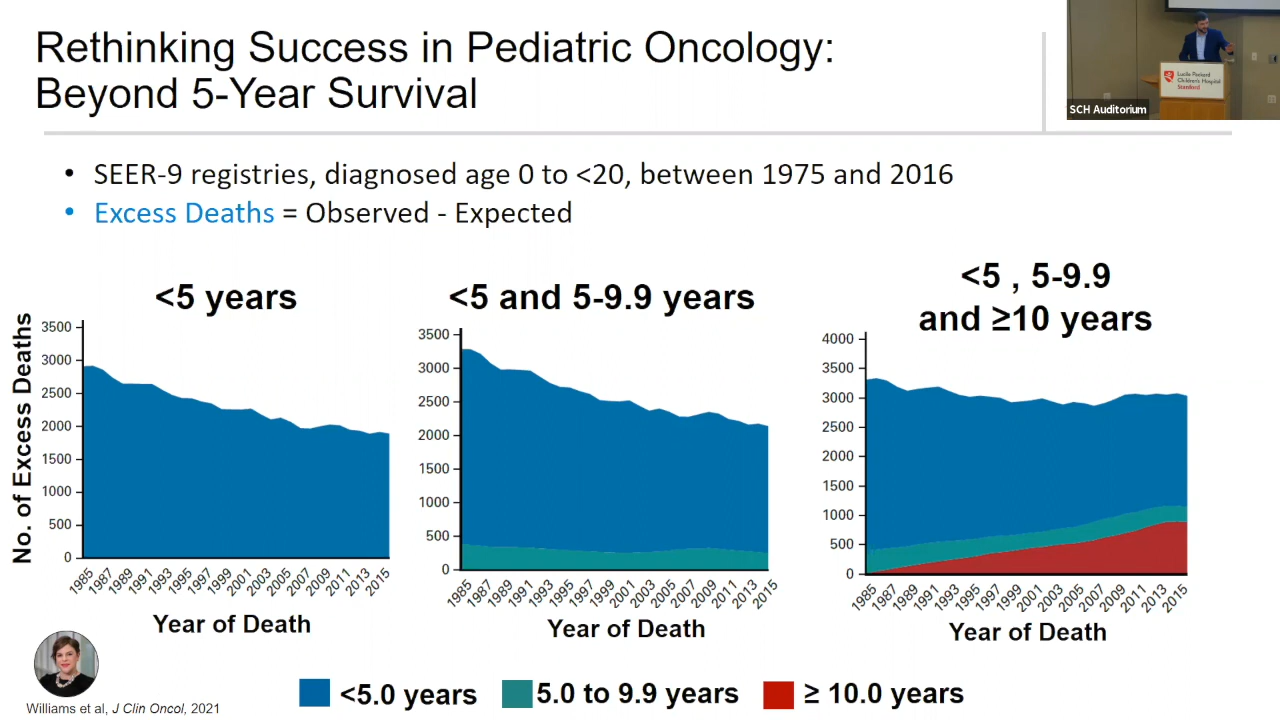 Rethinking Success in Pediatric Oncology:
Beyond 5-Year Survival
Lucile Packard
Children's Hospital
Stanford
SCH Auditorium
• SEER-9 registries, diagnosed age 0 to <20, between 1975 and 2016
• Excess Deaths = Observed - Expected
<5 years
No. of Excess Deaths
3500
3000
2500
2000
1500
1000
500
0
1985 1987 1989 1991 1993 1995 1997 1999 2001 2003 2005 2007 2009 2011 2013 2015
Year of Death
<5 and 5-9.9 years
3500
3000
2500
2000
1500
1000
500
0
1985 1987 1989 1991 1993 1995 1997 1999 2001 2003 2005 2007 2009 2011 2013 2015
Year of Death
<5 , 5-9.9
and ≥10 years
4000
3500
3000
2500
2000
1500
1000
500
0
1985 1987 1989 1991 1993 1995 1997 1999 2001 2003 2005 2007 2009 2011 2013 2015
Year of Death
<5.0 years 5.0 to 9.9 years ≥ 10.0 years
Williams et al, J Clin Oncol, 2021